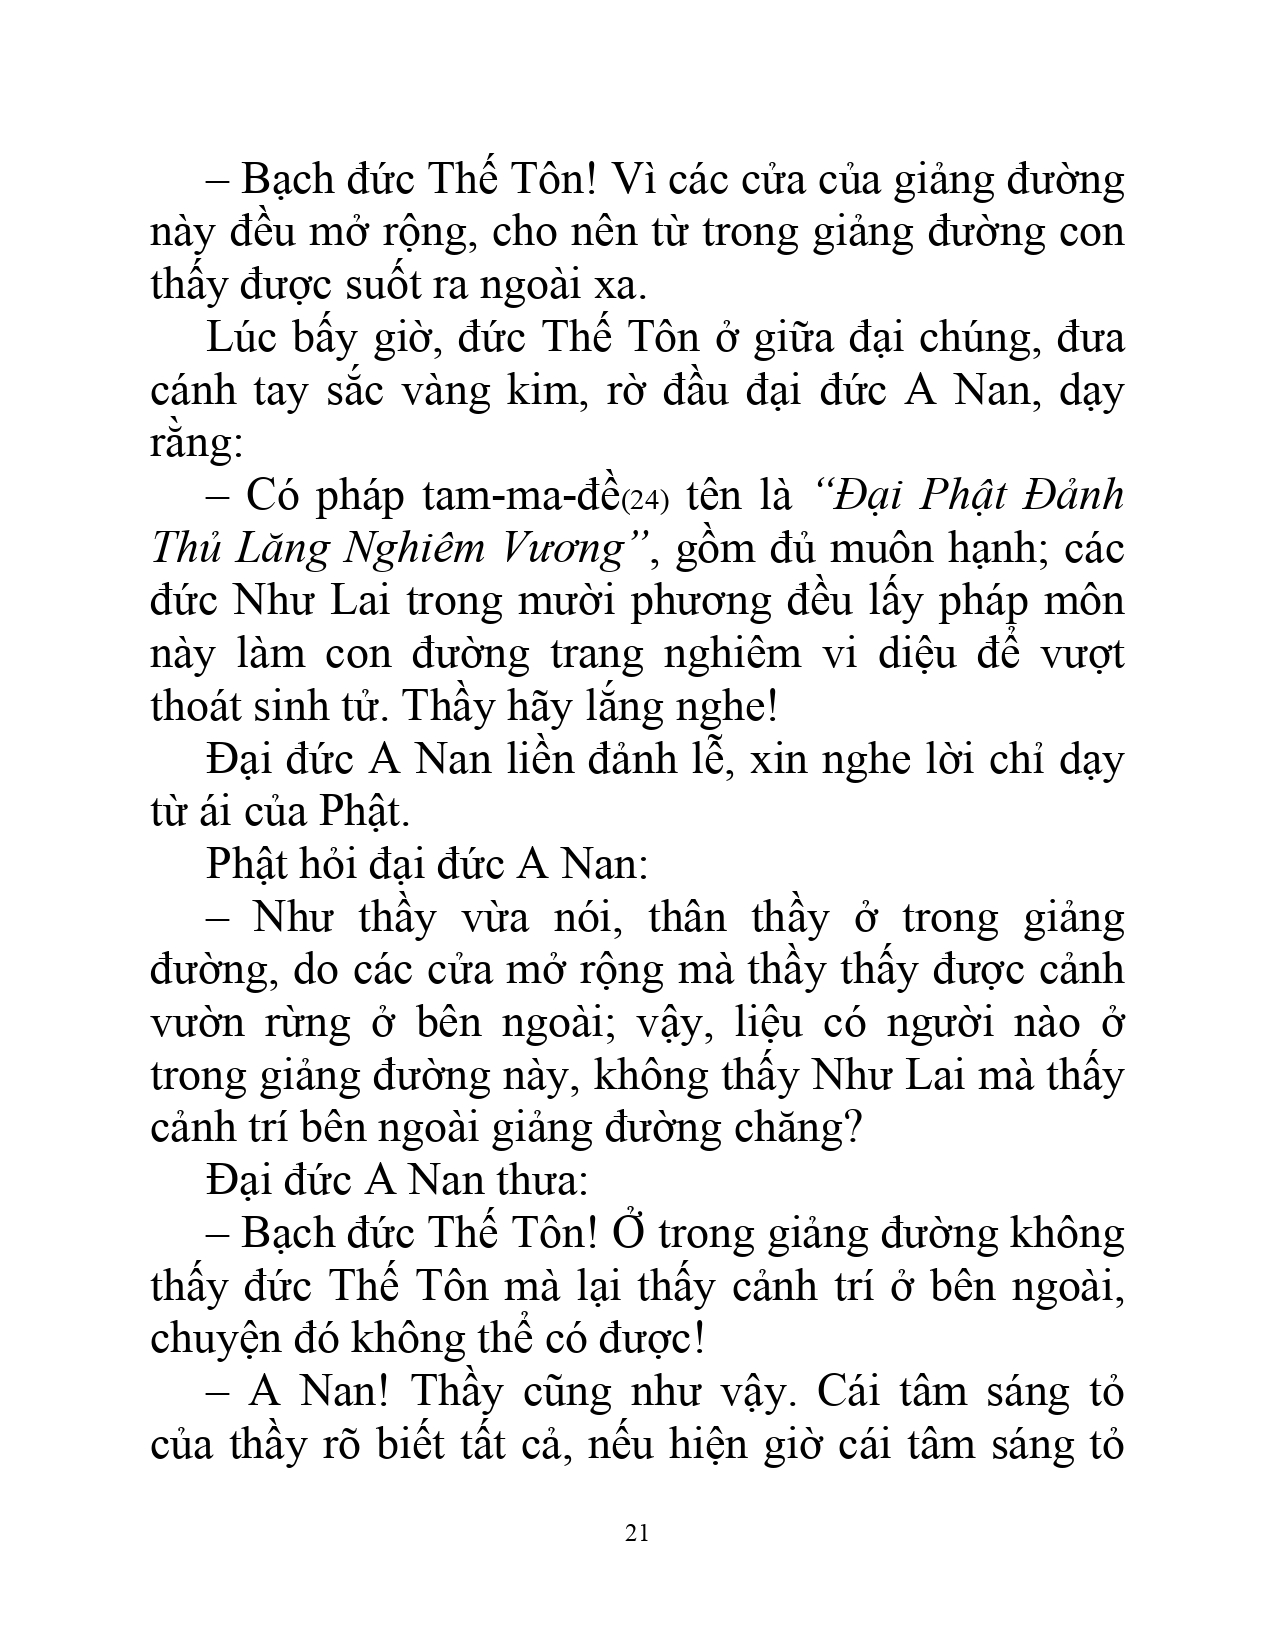 – Bạch đức Thế Tôn! Vì các cửa của giảng đường
này đều mở rộng, cho nên từ trong giảng đường con
thấy được suốt ra ngoài xa.
Lúc bấy giờ, đức Thế Tôn ở giữa đại chúng, đưa
cánh tay sắc vàng kim, rờ đầu đại đức A Nan, dạy
rằng:
– Có pháp tam-ma-đề(24) tên là “Đại Phật Đảnh
Thủ Lăng Nghiêm Vương”, gồm đủ muôn hạnh; các
đức Như Lai trong mười phương đều lấy pháp môn
này làm con đường trang nghiêm vi diệu để vượt
thoát sinh tử. Thầy hãy lắng nghe!
Đại đức A Nan liền đảnh lễ, xin nghe lời chỉ dạy
từ ái của Phật.
Phật hỏi đại đức A Nan:
– Như thầy vừa nói, thân thầy ở trong giảng
đường, do các cửa mở rộng mà thầy thấy được cảnh
vườn rừng ở bên ngoài; vậy, liệu có người nào ở
trong giảng đường này, không thấy Như Lai mà thấy
cảnh trí bên ngoài giảng đường chăng?
Đại đức A Nan thưa:
– Bạch đức Thế Tôn! Ở trong giảng đường không
thấy đức Thế Tôn mà lại thấy cảnh trí ở bên ngoài,
chuyện đó không thể có được!
– A Nan! Thầy cũng như vậy. Cái tâm sáng tỏ
của thầy rõ biết tất cả, nếu hiện giờ cái tâm sáng tỏ
21